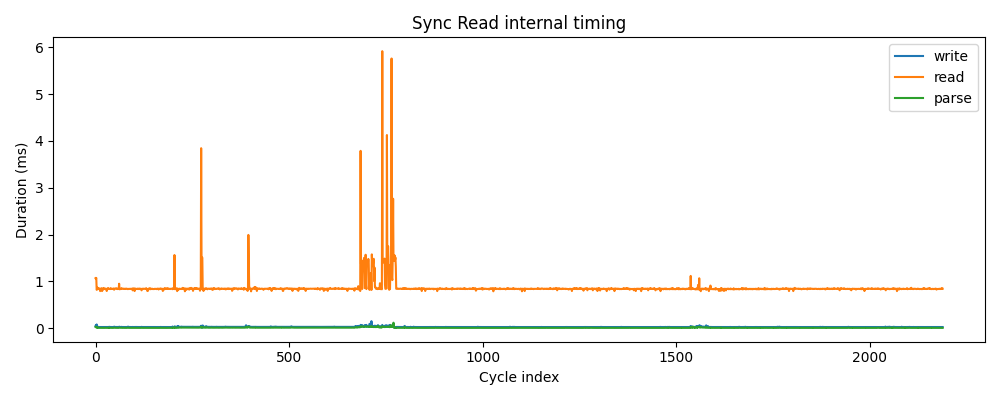 Sync Read internal timing
write
read
parse
Duration (ms)
6
5
4
3
2
1
0
0 500 1000 1500 2000
Cycle index